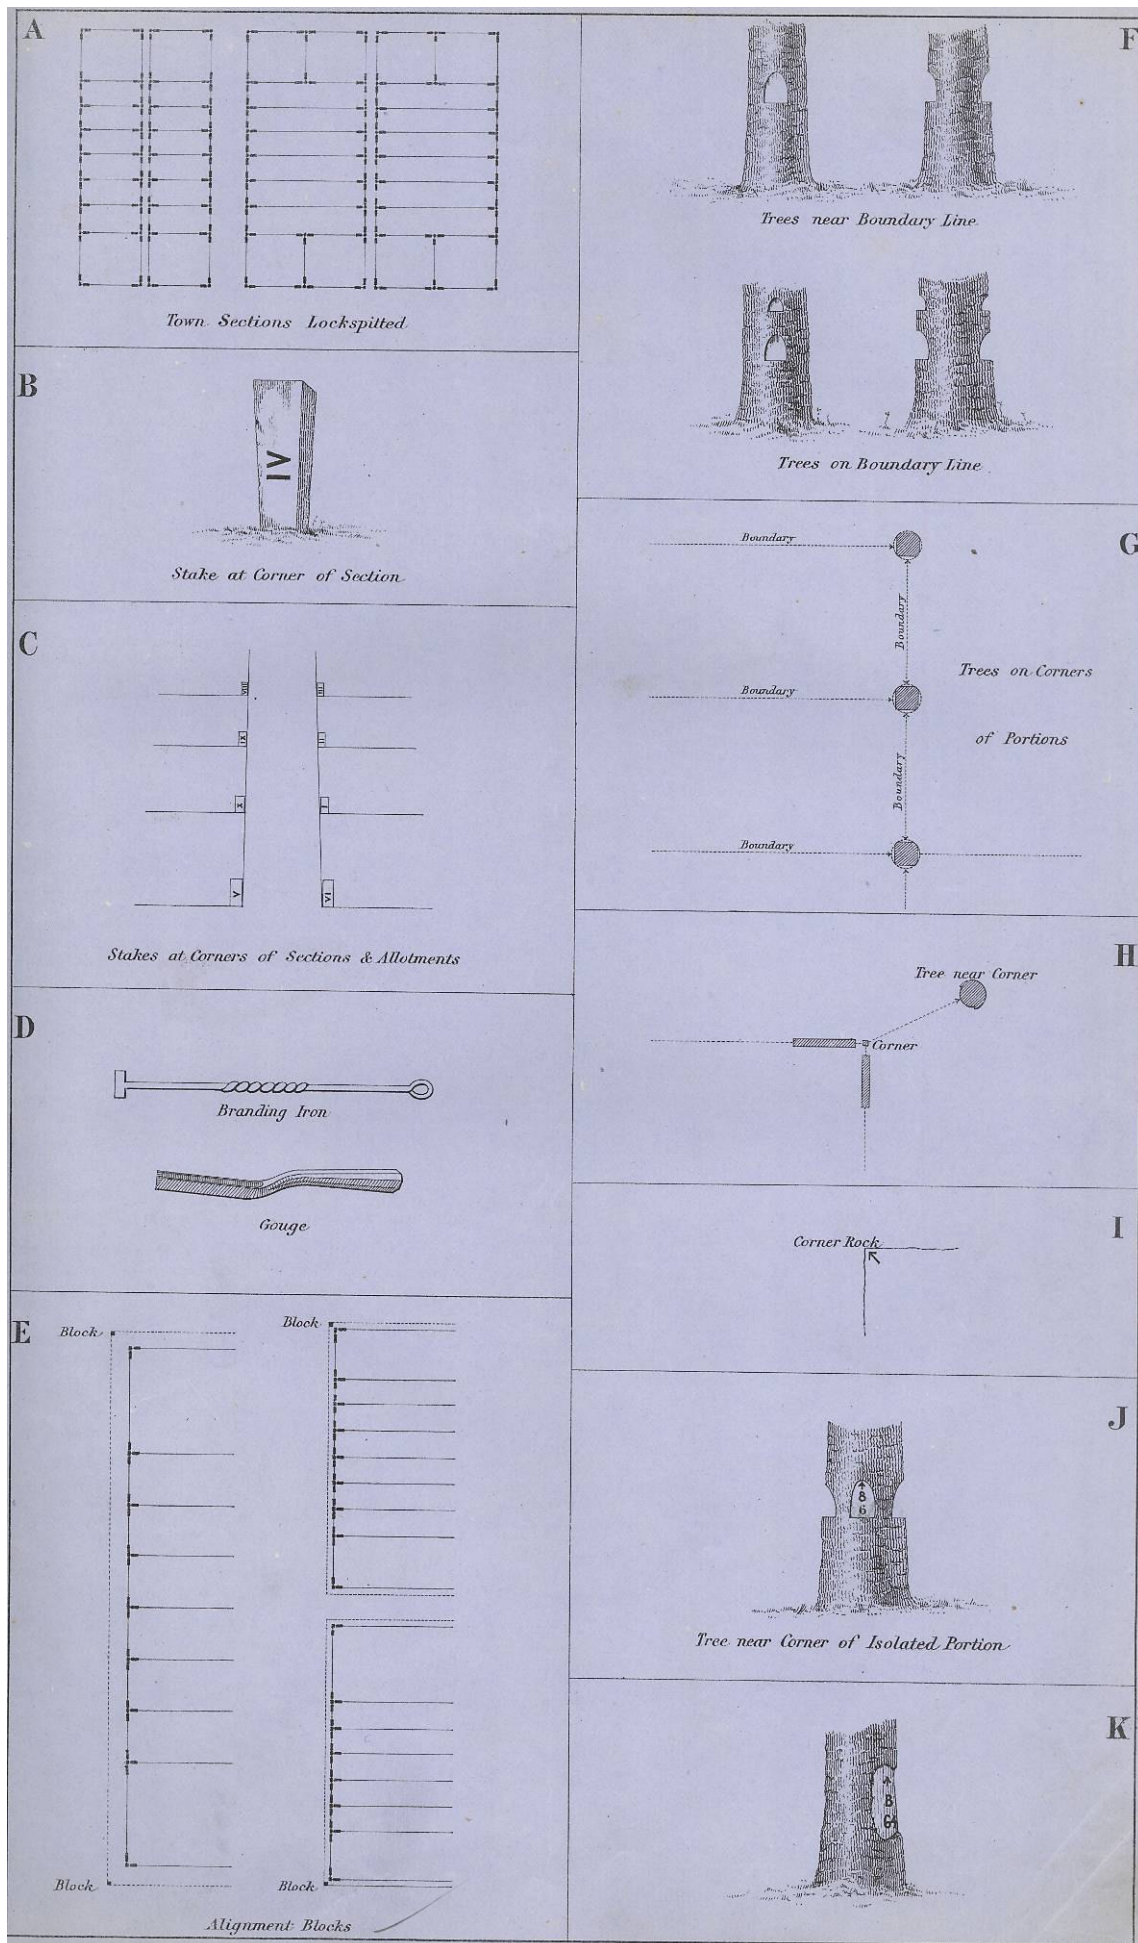 A
Town Sections Lockspitted
B
IV
Stake at Corner of Section
C
VIII
III
IX
II
X
I
V
VI
Stakes at Corners of Sections & Allotments
D
Branding Iron
Gouge
E
Block
Block
Block
Block
Alignment Blocks
F
Trees near Boundary Line
Trees on Boundary Line
G
Boundary
Boundary
Boundary
Boundary
Boundary
Trees on Corners
of Portions
H
Tree near Corner
Corner
I
Corner Rock
J
8
6
Tree near Corner of Isolated Portion
K
B
64